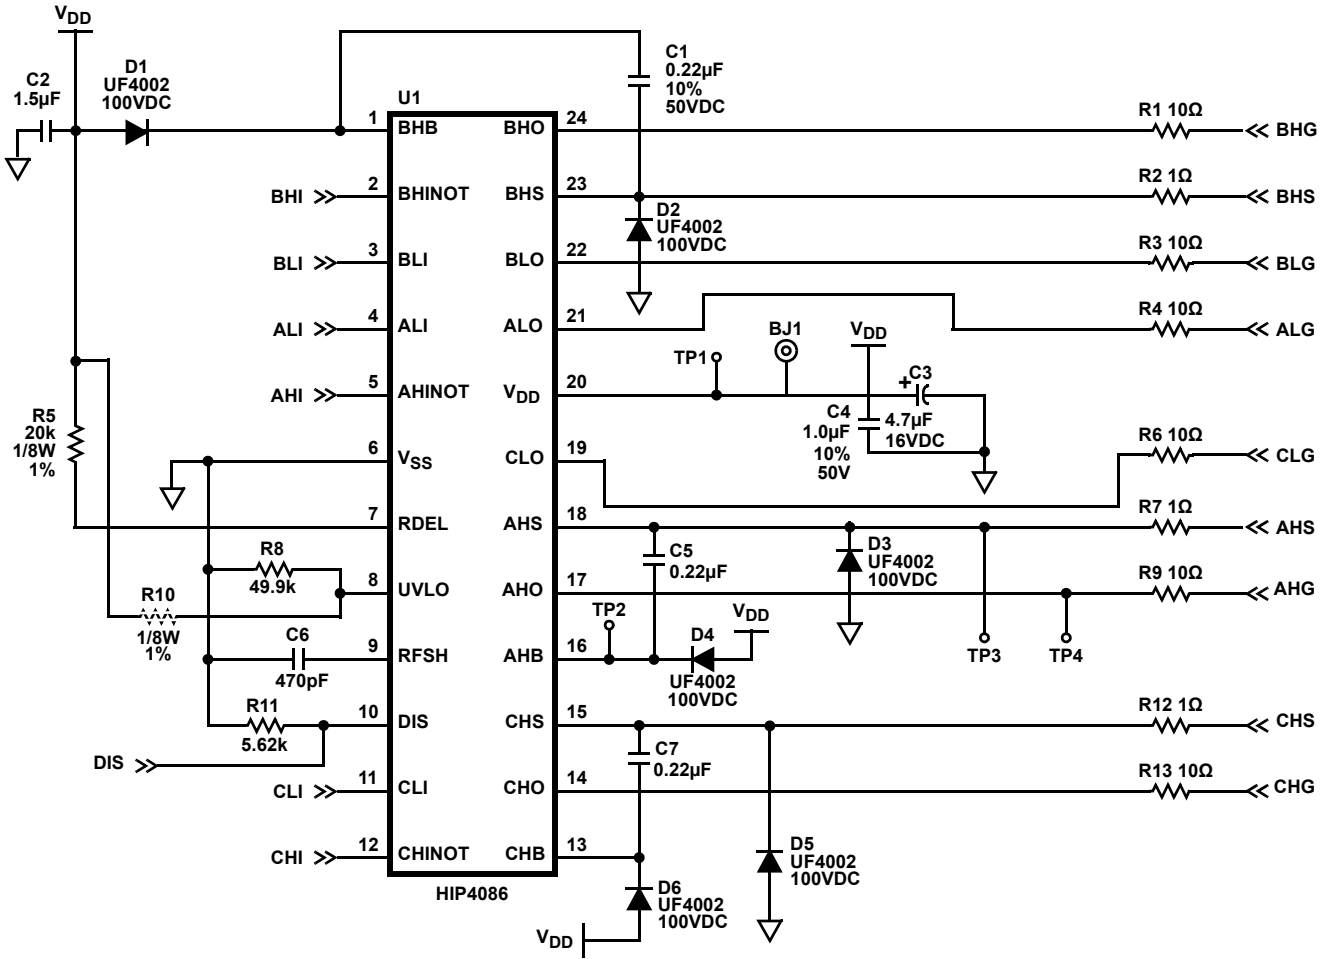 VDD
C2
1.5µF
D1
UF4002
100VDC
C1
0.22µF
10%
50VDC
U1
1 BHB BHO 24
R1 10Ω
BHG
BHI
2 BHINOT BHS 23
R2 1Ω
BHS
D2
UF4002
100VDC
BLI
3 BLI BLO 22
R3 10Ω
BLG
ALI
4 ALI ALO 21
R4 10Ω
ALG
TP1
BJ1
VDD
AHI
5 AHINOT VDD 20
+ C3
4.7µF
16VDC
C4
1.0µF
10%
50V
R5
20k
1/8W
1%
6 VSS CLO 19
R6 10Ω
CLG
7 RDEL AHS 18
R7 1Ω
AHS
R8
49.9k
C5
0.22µF
D3
UF4002
100VDC
8 UVLO AHO 17
R9 10Ω
AHG
R10
1/8W
1%
TP2
VDD
D4
UF4002
100VDC
TP3
TP4
C6
470pF
9 RFSH AHB 16
R11
5.62k
10 DIS CHS 15
R12 1Ω
CHS
DIS
C7
0.22µF
CLI
11 CLI CHO 14
R13 10Ω
CHG
CHI
12 CHINOT CHB 13
D5
UF4002
100VDC
HIP4086
D6
UF4002
100VDC
VDD